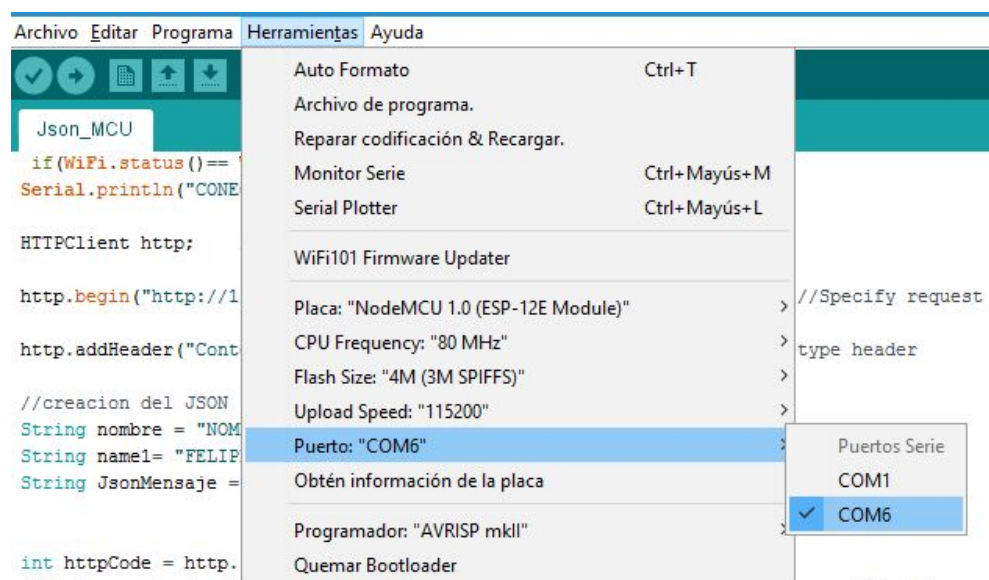 Archivo Editar Programa Herramientas Ayuda
Json_MCU
if(WiFi.status()==
Serial.println("CONE
HTTPClient http;
http.begin("http://1
//Specify request
http.addHeader("Cont
type header
//creacion del JSON
String nombre = "NOM
String name1= "FELIP
String JsonMensaje =
int httpCode = http.
Auto Formato Ctrl+T
Archivo de programa.
Reparar codificación & Recargar.
Monitor Serie Ctrl+Mayús+M
Serial Plotter Ctrl+Mayús+L
WiFi101 Firmware Updater
Placa: "NodeMCU 1.0 (ESP-12E Module)"
CPU Frequency: "80 MHz"
Flash Size: "4M (3M SPIFFS)"
Upload Speed: "115200"
Puerto: "COM6"
Obtén información de la placa
Programador: "AVRISP mkII"
Quemar Bootloader
Puertos Serie
COM1
COM6